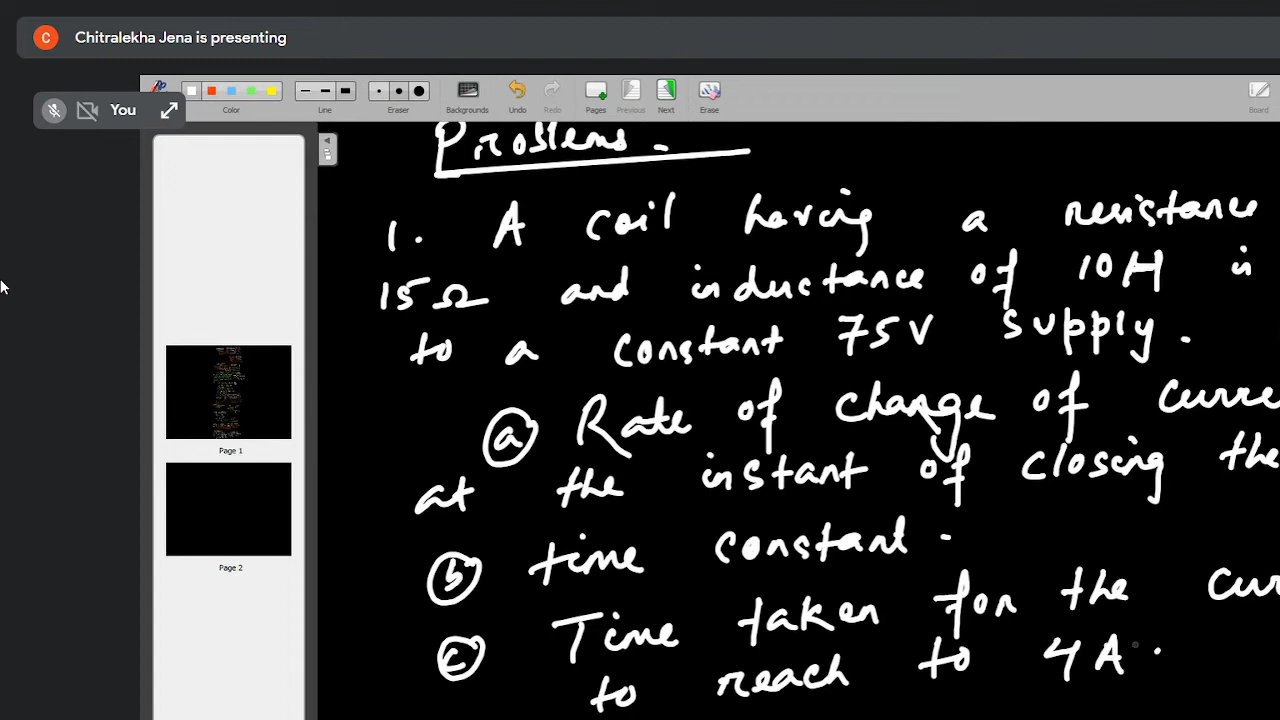 Chitralekha Jena is presenting
You
Color
Line
Eraser
Backgrounds
Undo
Redo
Pages
Previous
Next
Erase
Board
Page 1
Page 2
Problems.
1. A coil having a resistance
15Ω and inductance of 10H is
to a constant 75V supply.
(a) Rate of change of curre
at the instant of closing the
(b) time constant.
(c) Time taken for the cur
to reach to 4A.